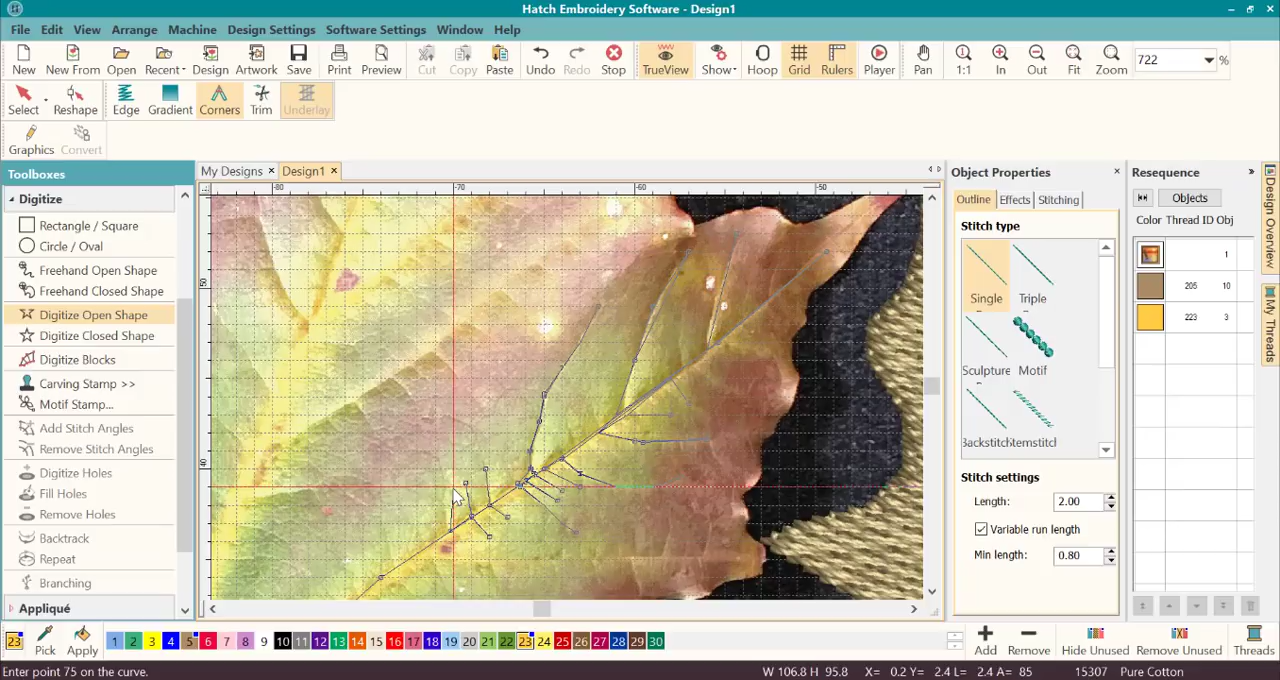 Hatch Embroidery Software - Design1
File Edit View Arrange Machine Design Settings Software Settings Window Help
New New From Open Recent Design Artwork Save Print Preview Cut Copy Paste Undo Redo Stop TrueView Show Hoop Grid Rulers Player Pan 1:1 In Out Fit Zoom 722 %
Select Reshape Edge Gradient Corners Trim Underlay
Graphics Convert
Toolboxes
Digitize
Rectangle / Square
Circle / Oval
Freehand Open Shape
Freehand Closed Shape
Digitize Open Shape
Digitize Closed Shape
Digitize Blocks
Carving Stamp >>
Motif Stamp...
Add Stitch Angles
Remove Stitch Angles
Digitize Holes
Fill Holes
Remove Holes
Backtrack
Repeat
Branching
Appliqué
My Designs × Design1 ×
80 70 60 50
50
40
Object Properties ×
Outline Effects Stitching
Stitch type
Single Triple
Sculpture Motif
Backstitch temstitcl
Stitch settings
Length: 2.00
Variable run length
Min length: 0.80
Resequence »
Objects
Color Thread ID Obj
1
205 10
223 3
Design Overview
My Threads
23 Pick Apply 1 2 3 4 5 6 7 8 9 10 11 12 13 14 15 16 17 18 19 20 21 22 23 24 25 26 27 28 29 30 Add Remove Hide Unused Remove Unused Threads
Enter point 75 on the curve. W 106.8 H 95.8 X= 0.2 Y= 2.4 L= 2.4 A= 85 15307 Pure Cotton